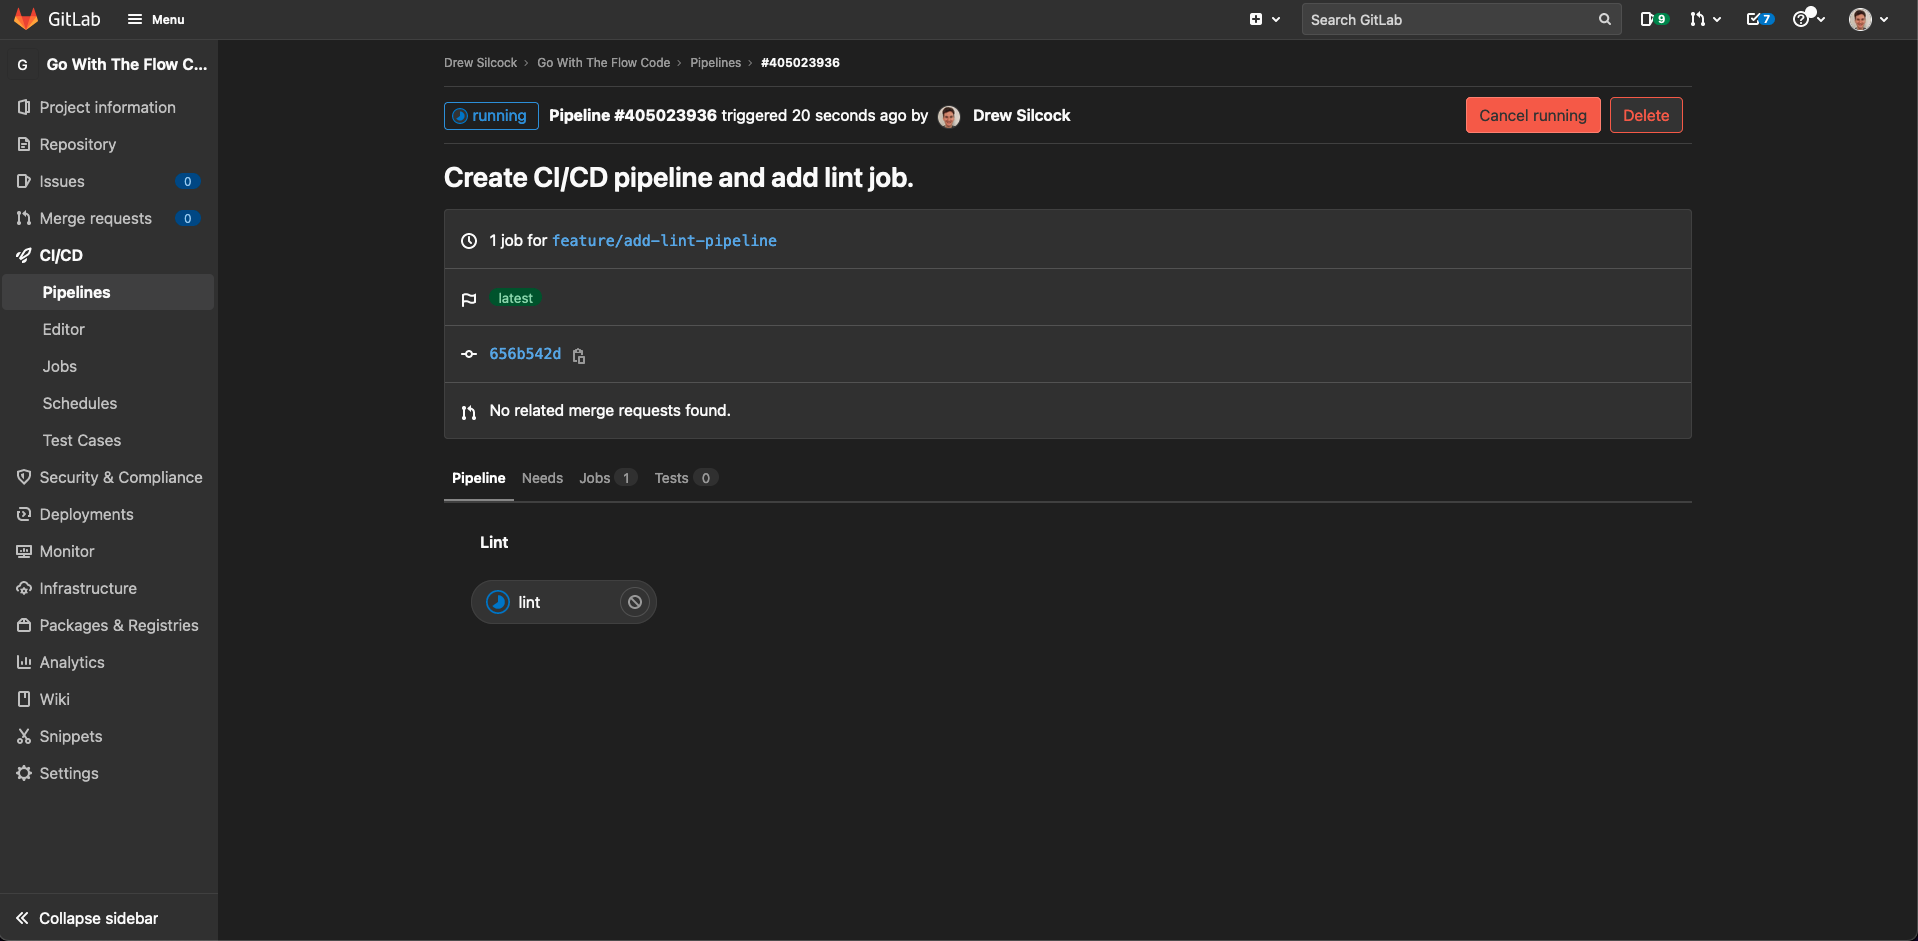 GitLab
Menu
Search GitLab
9
7
G
Go With The Flow C...
Project information
Repository
Issues 0
Merge requests 0
CI/CD
Pipelines
Editor
Jobs
Schedules
Test Cases
Security & Compliance
Deployments
Monitor
Infrastructure
Packages & Registries
Analytics
Wiki
Snippets
Settings
Collapse sidebar
Drew Silcock › Go With The Flow Code › Pipelines › #405023936
running Pipeline #405023936 triggered 20 seconds ago by Drew Silcock
Cancel running
Delete
Create CI/CD pipeline and add lint job.
1 job for feature/add-lint-pipeline
latest
656b542d
No related merge requests found.
Pipeline Needs Jobs 1 Tests 0
Lint
lint